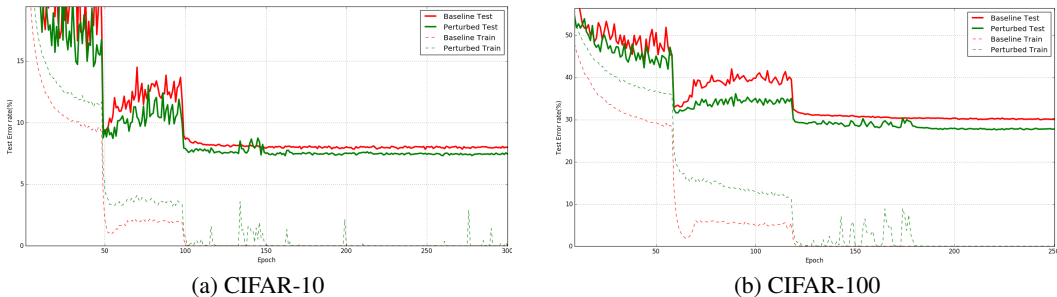 Baseline Test
Perturbed Test
Baseline Train
Perturbed Train
Test Error rate(%)
15
10
5
0
50
100
150
200
250
300
Epoch
(a) CIFAR-10
Baseline Test
Perturbed Test
Baseline Train
Perturbed Train
Test Error rate(%)
50
40
30
20
10
0
50
100
150
200
250
Epoch
(b) CIFAR-100